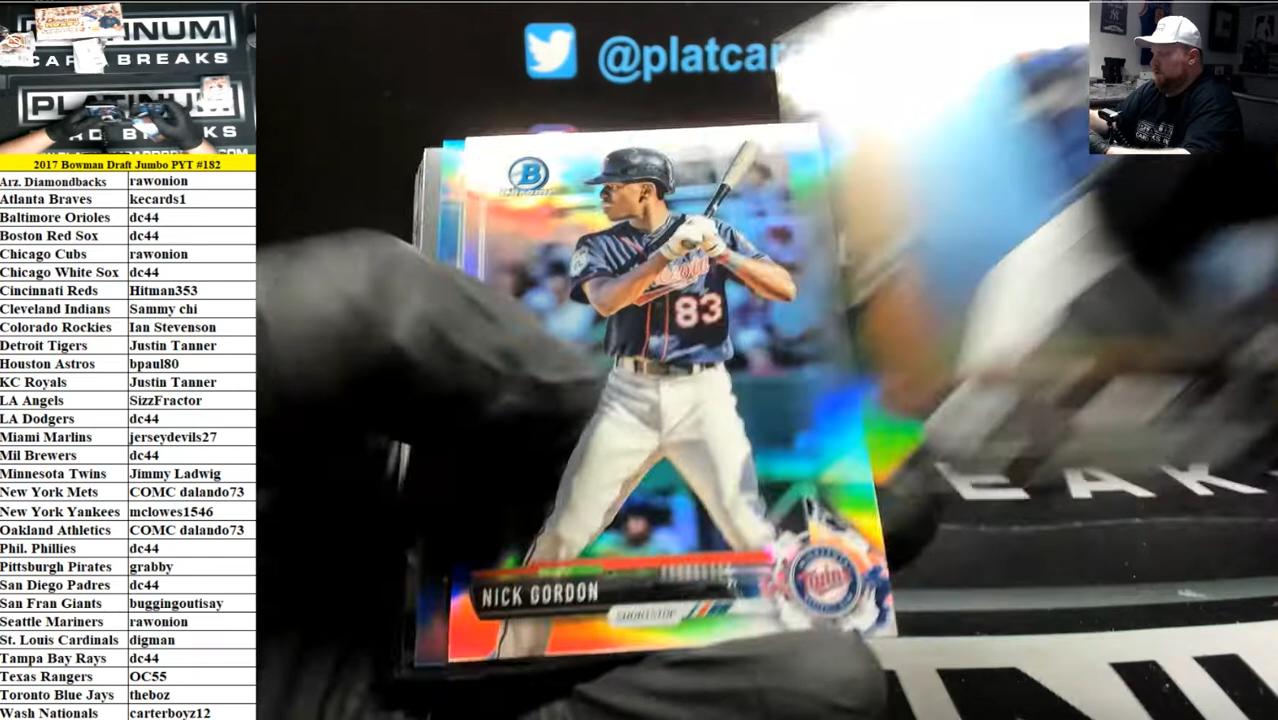 PLATINUM
CARD BREAKS
PLATINUM
RD BREAKS
2017 Bowman Draft Jumbo PYT #182
Arz. Diamondbacks rawonion
Atlanta Braves kecards1
Baltimore Orioles dc44
Boston Red Sox dc44
Chicago Cubs rawonion
Chicago White Sox dc44
Cincinnati Reds Hitman353
Cleveland Indians Sammy chi
Colorado Rockies Ian Stevenson
Detroit Tigers Justin Tanner
Houston Astros bpaul80
KC Royals Justin Tanner
LA Angels SizzFractor
LA Dodgers dc44
Miami Marlins jerseydevils27
Mil Brewers dc44
Minnesota Twins Jimmy Ladwig
New York Mets COMC dalando73
New York Yankees mclowes1546
Oakland Athletics COMC dalando73
Phil. Phillies dc44
Pittsburgh Pirates grabby
San Diego Padres dc44
San Fran Giants buggingoutisay
Seattle Mariners rawonion
St. Louis Cardinals digman
Tampa Bay Rays dc44
Texas Rangers OC55
Toronto Blue Jays theboz
Wash Nationals carterboyz12
@platcar
B
CHROME
83
NICK GORDON
SHORTSTOP
Twins
EAK